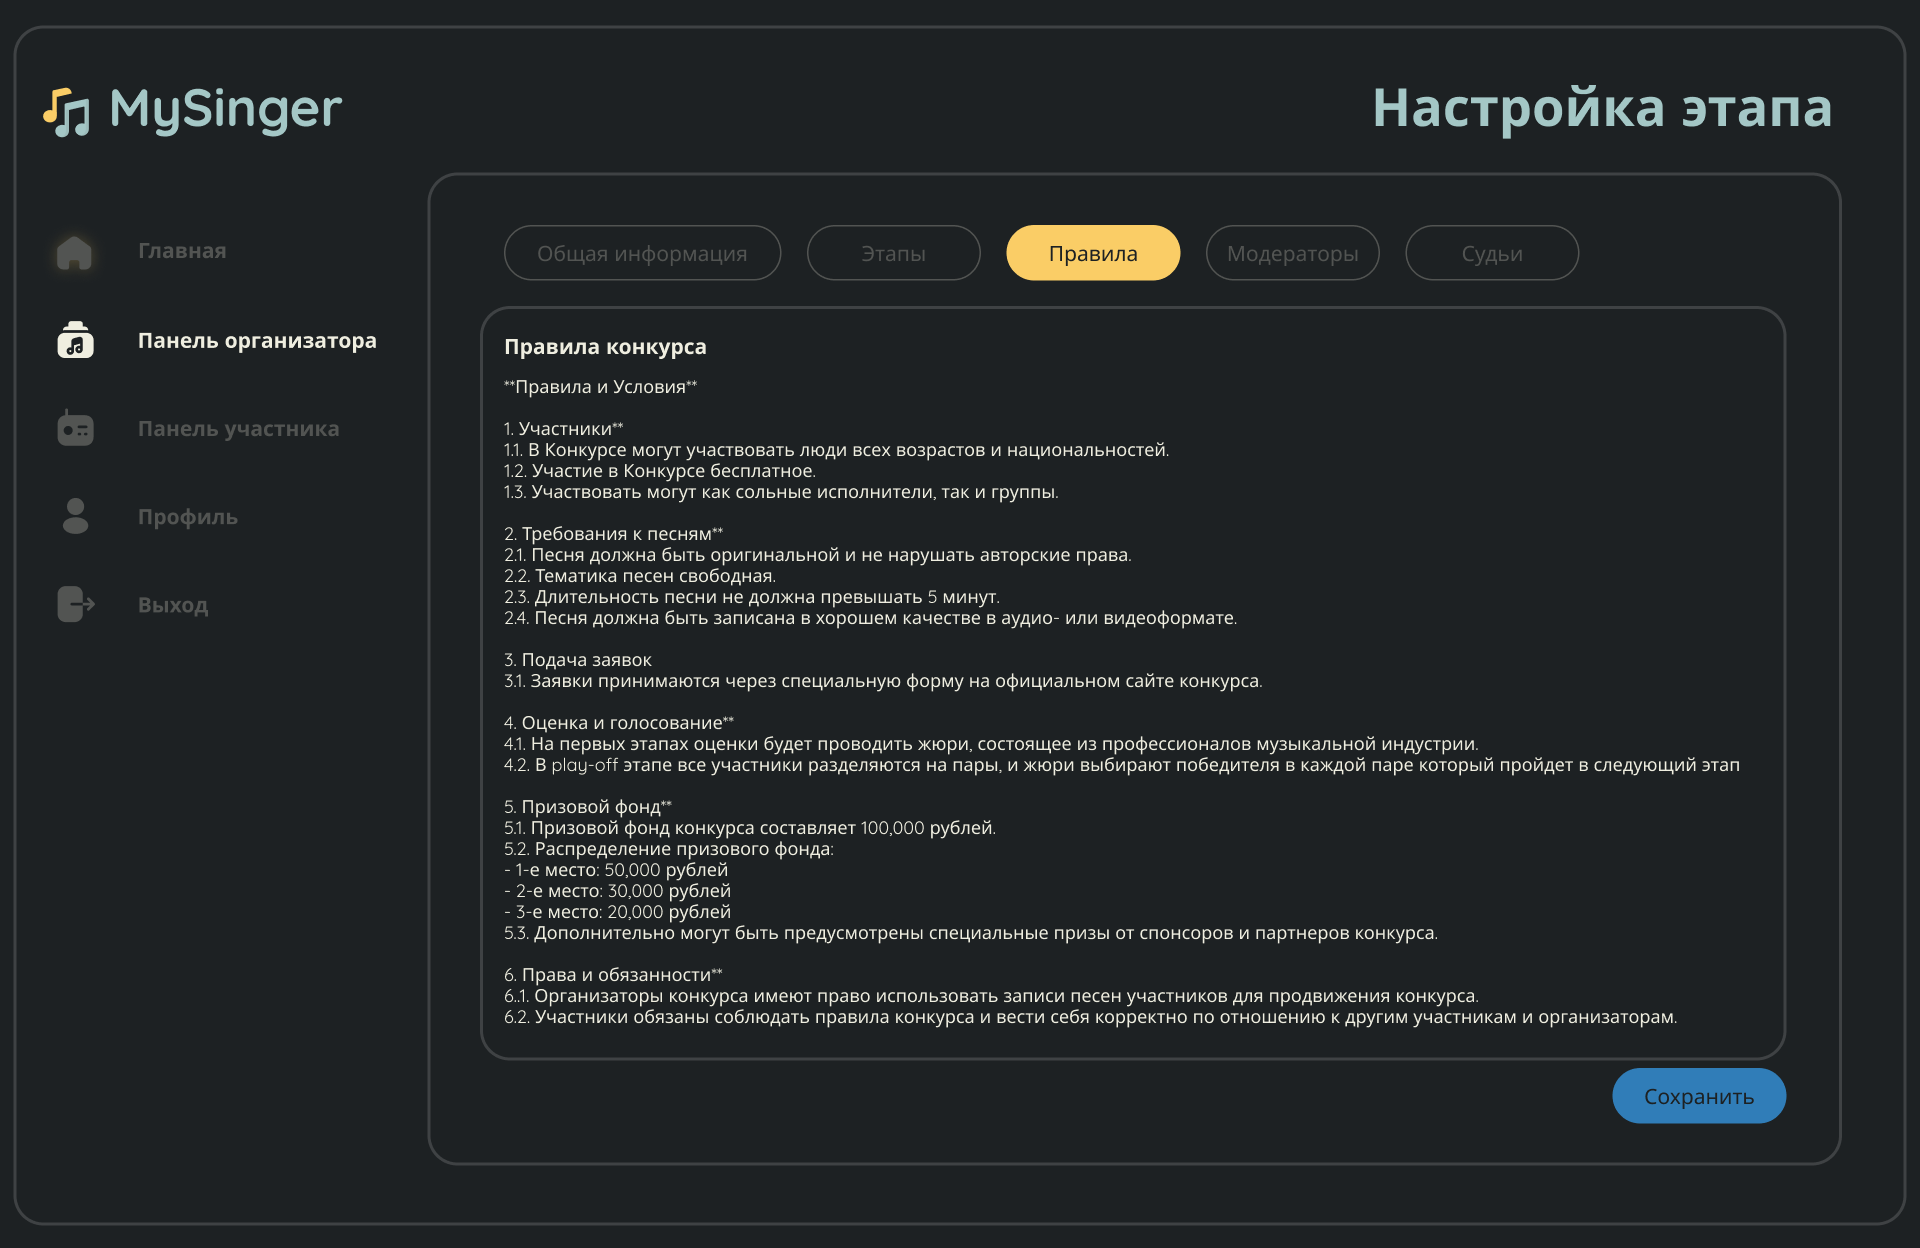 MySinger
Настройка этапа
Главная
Панель организатора
Панель участника
Профиль
Выход
Общая информация
Этапы
Правила
Модераторы
Судьи
Правила конкурса
**Правила и Условия**
1. Участники**
1.1. В Конкурсе могут участвовать люди всех возрастов и национальностей.
1.2. Участие в Конкурсе бесплатное.
1.3. Участвовать могут как сольные исполнители, так и группы.
2. Требования к песням**
2.1. Песня должна быть оригинальной и не нарушать авторские права.
2.2. Тематика песен свободная.
2.3. Длительность песни не должна превышать 5 минут.
2.4. Песня должна быть записана в хорошем качестве в аудио- или видеоформате.
3. Подача заявок
3.1. Заявки принимаются через специальную форму на официальном сайте конкурса.
4. Оценка и голосование**
4.1. На первых этапах оценки будет проводить жюри, состоящее из профессионалов музыкальной индустрии.
4.2. В play-off этапе все участники разделяются на пары, и жюри выбирают победителя в каждой паре который пройдет в следующий этап
5. Призовой фонд**
5.1. Призовой фонд конкурса составляет 100,000 рублей.
5.2. Распределение призового фонда:
- 1-е место: 50,000 рублей
- 2-е место: 30,000 рублей
- 3-е место: 20,000 рублей
5.3. Дополнительно могут быть предусмотрены специальные призы от спонсоров и партнеров конкурса.
6. Права и обязанности**
6..1. Организаторы конкурса имеют право использовать записи песен участников для продвижения конкурса.
6.2. Участники обязаны соблюдать правила конкурса и вести себя корректно по отношению к другим участникам и организаторам.
Сохранить